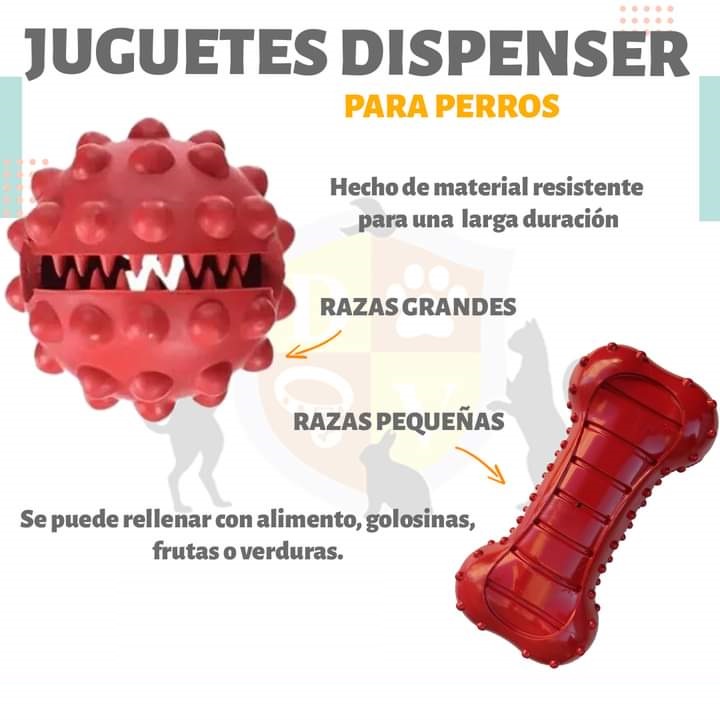 JUGUETES DISPENSER
PARA PERROS
Hecho de material resistente
para una larga duración
RAZAS GRANDES
RAZAS PEQUEÑAS
Se puede rellenar con alimento, golosinas,
frutas o verduras.
D
V